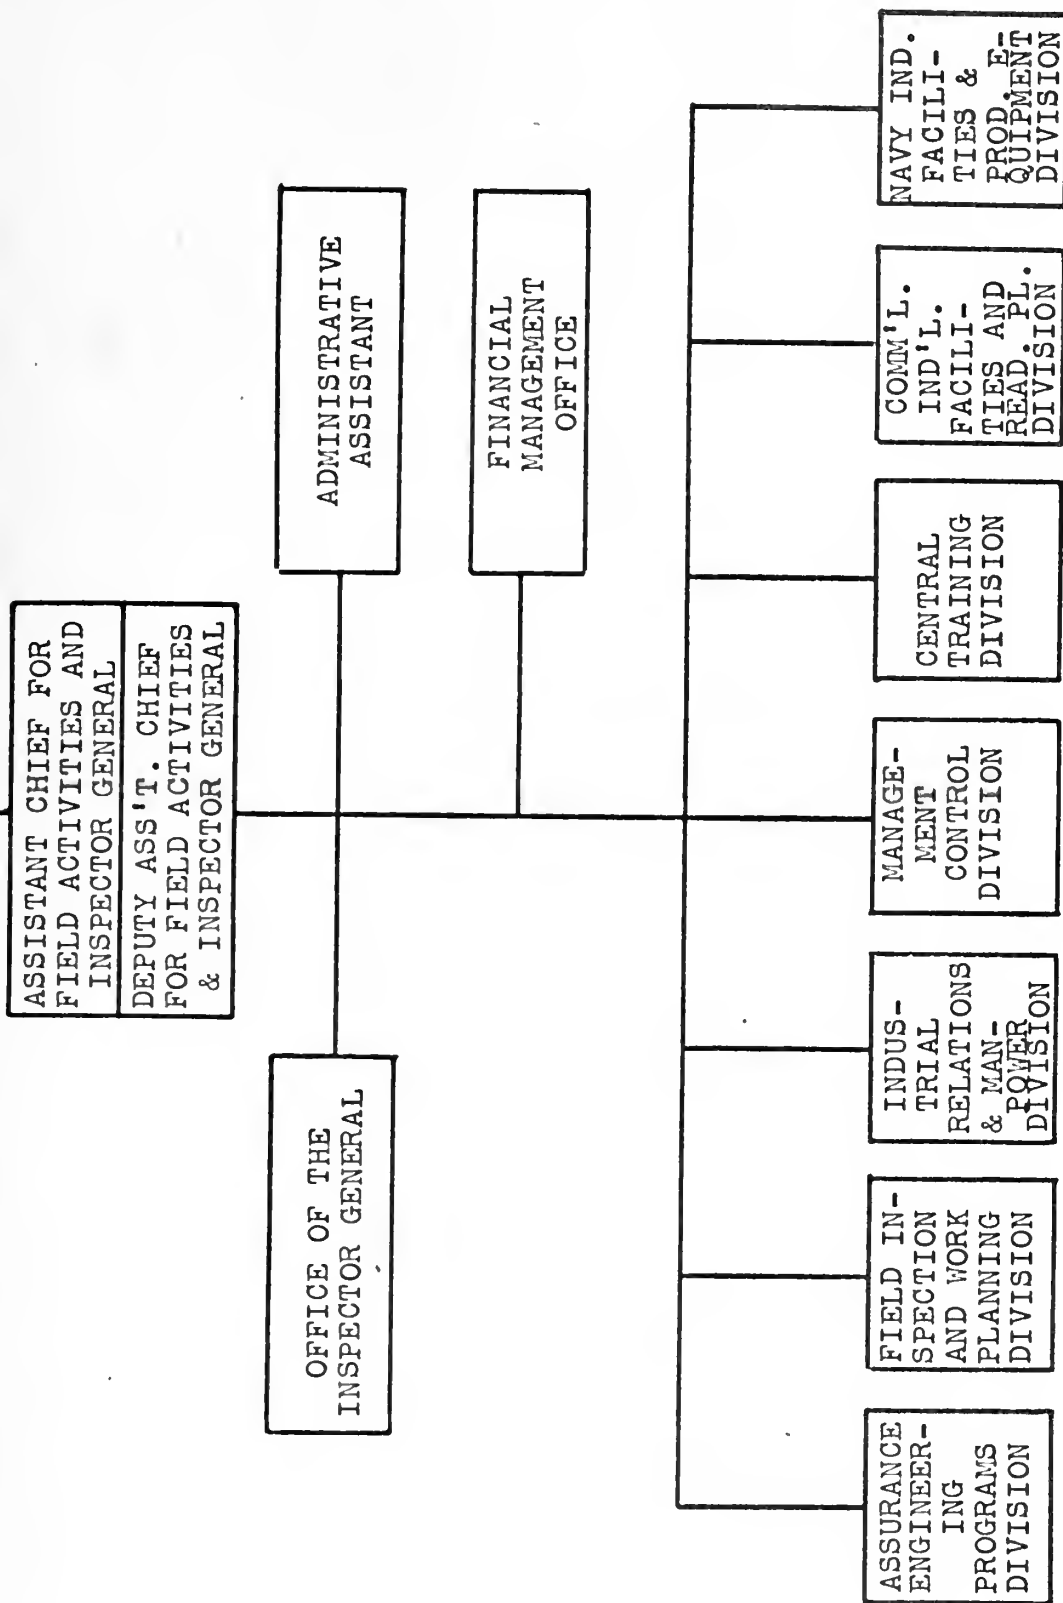 ASSISTANT CHIEF FOR
FIELD ACTIVITIES AND
INSPECTOR GENERAL
DEPUTY ASS'T. CHIEF
FOR FIELD ACTIVITIES
& INSPECTOR GENERAL
OFFICE OF THE
INSPECTOR GENERAL
ADMINISTRATIVE
ASSISTANT
FINANCIAL
MANAGEMENT
OFFICE
ASSURANCE
ENGINEER-
ING
PROGRAMS
DIVISION
FIELD IN-
SPECTION
AND WORK
PLANNING
DIVISION
INDUS-
TRIAL
RELATIONS
& MAN-
POWER
DIVISION
MANAGE-
MENT
CONTROL
DIVISION
CENTRAL
TRAINING
DIVISION
COMM'L.
IND'L.
FACILI-
TIES AND
READ. PL.
DIVISION
NAVY IND.
FACILI-
TIES &
PROD. E-
QUIPMENT
DIVISION